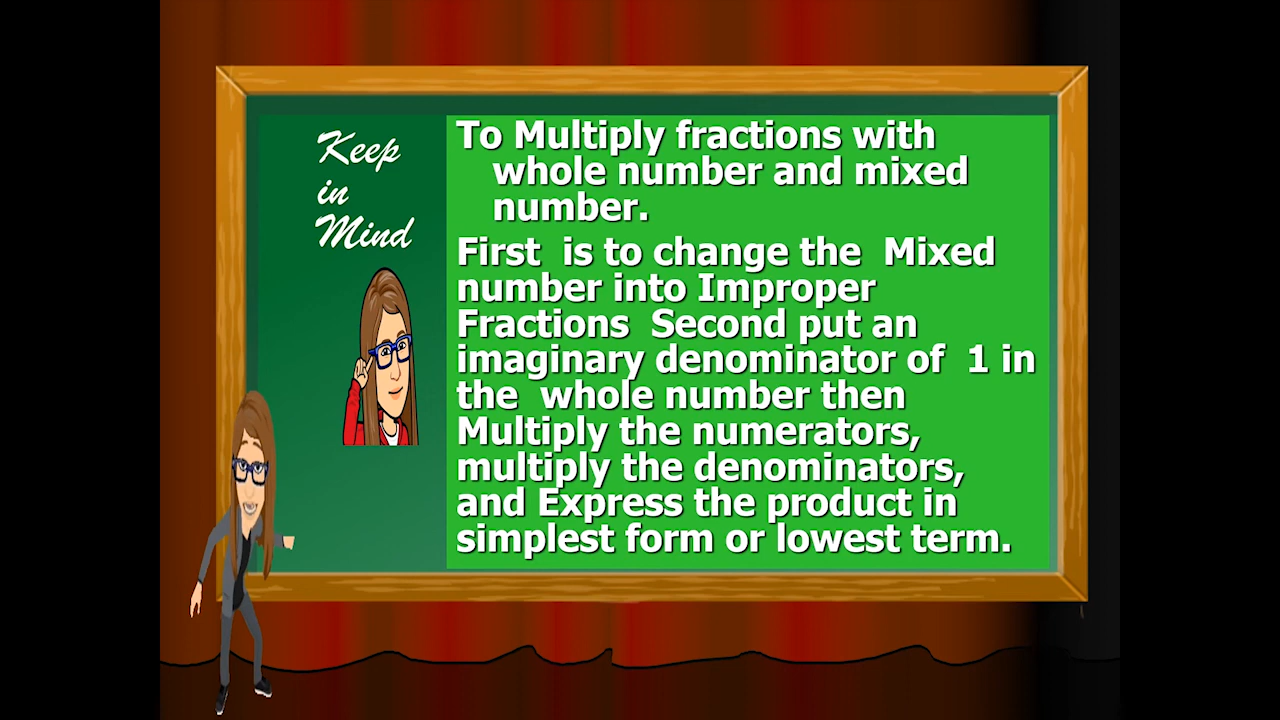 Keep
in
Mind
To Multiply fractions with
whole number and mixed
number.
First is to change the Mixed
number into Improper
Fractions Second put an
imaginary denominator of 1 in
the whole number then
Multiply the numerators,
multiply the denominators,
and Express the product in
simplest form or lowest term.